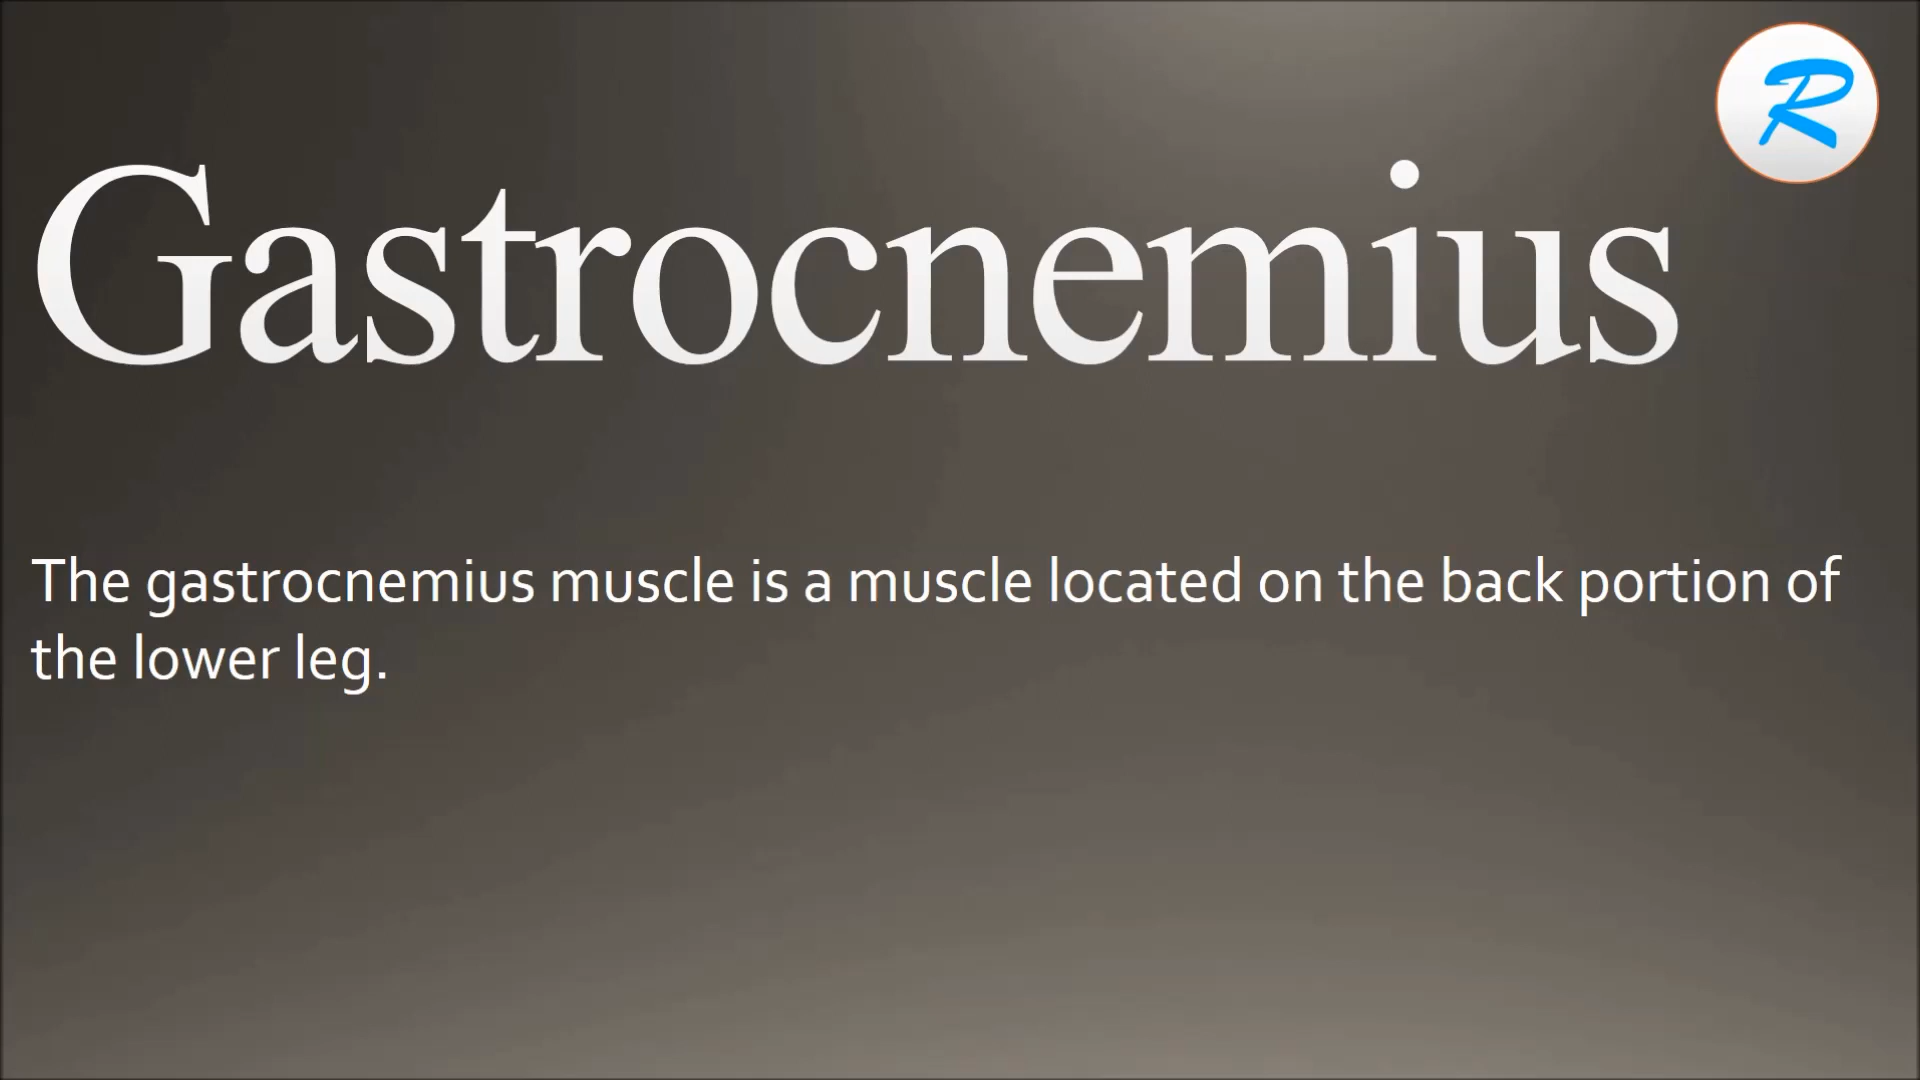 R
Gastrocnemius
The gastrocnemius muscle is a muscle located on the back portion of
the lower leg.